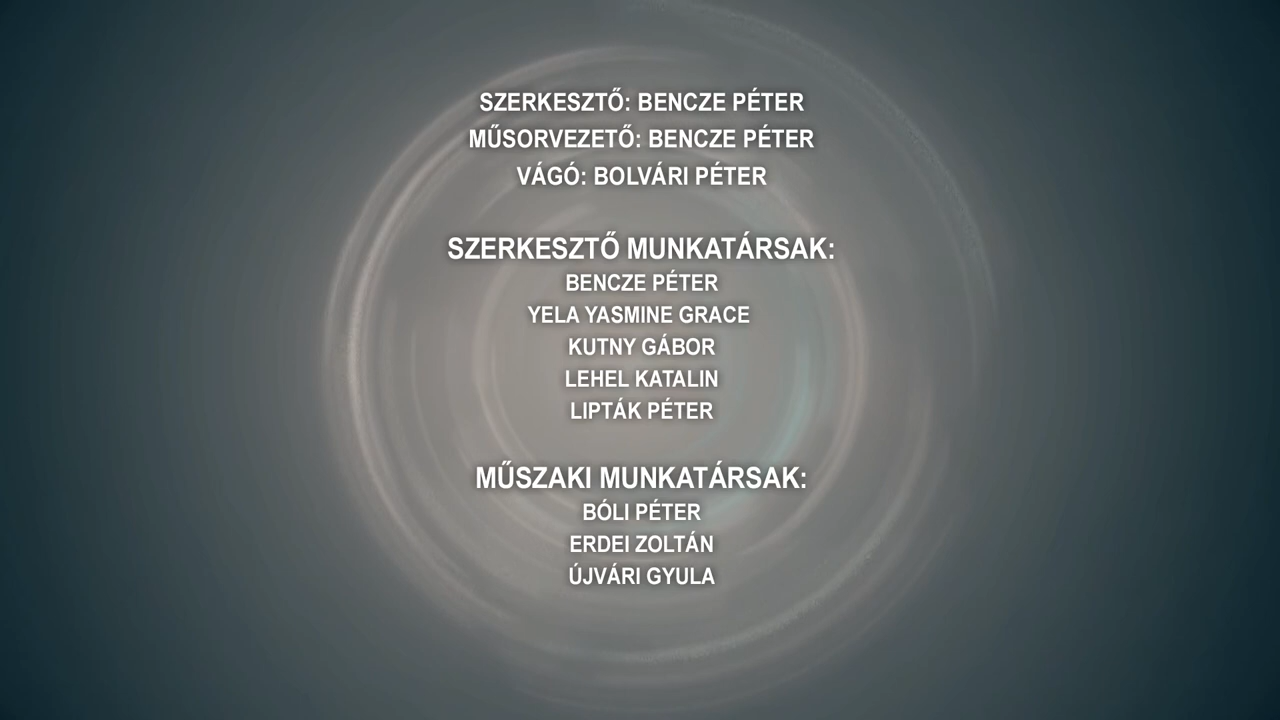 SZERKESZTŐ: BENCZE PÉTER
MŰSORVEZETŐ: BENCZE PÉTER
VÁGÓ: BOLVÁRI PÉTER
SZERKESZTŐ MUNKATÁRSAK:
BENCZE PÉTER
YELA YASMINE GRACE
KUTNY GÁBOR
LEHEL KATALIN
LIPTÁK PÉTER
MŰSZAKI MUNKATÁRSAK:
BÓLI PÉTER
ERDEI ZOLTÁN
ÚJVÁRI GYULA